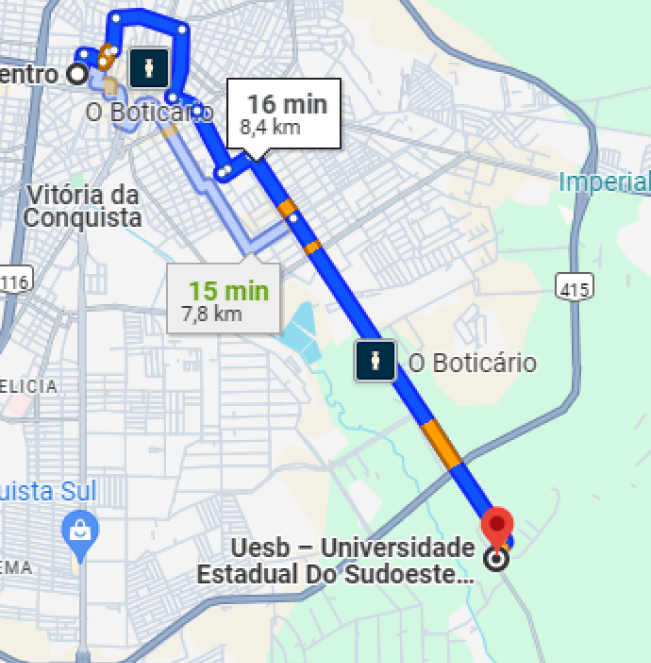 entro
O Boticário
16 min
8,4 km
Imperial
Vitória da
Conquista
116
15 min
7,8 km
415
O Boticário
ELICIA
uista Sul
Uesb – Universidade
Estadual Do Sudoeste...
EMA